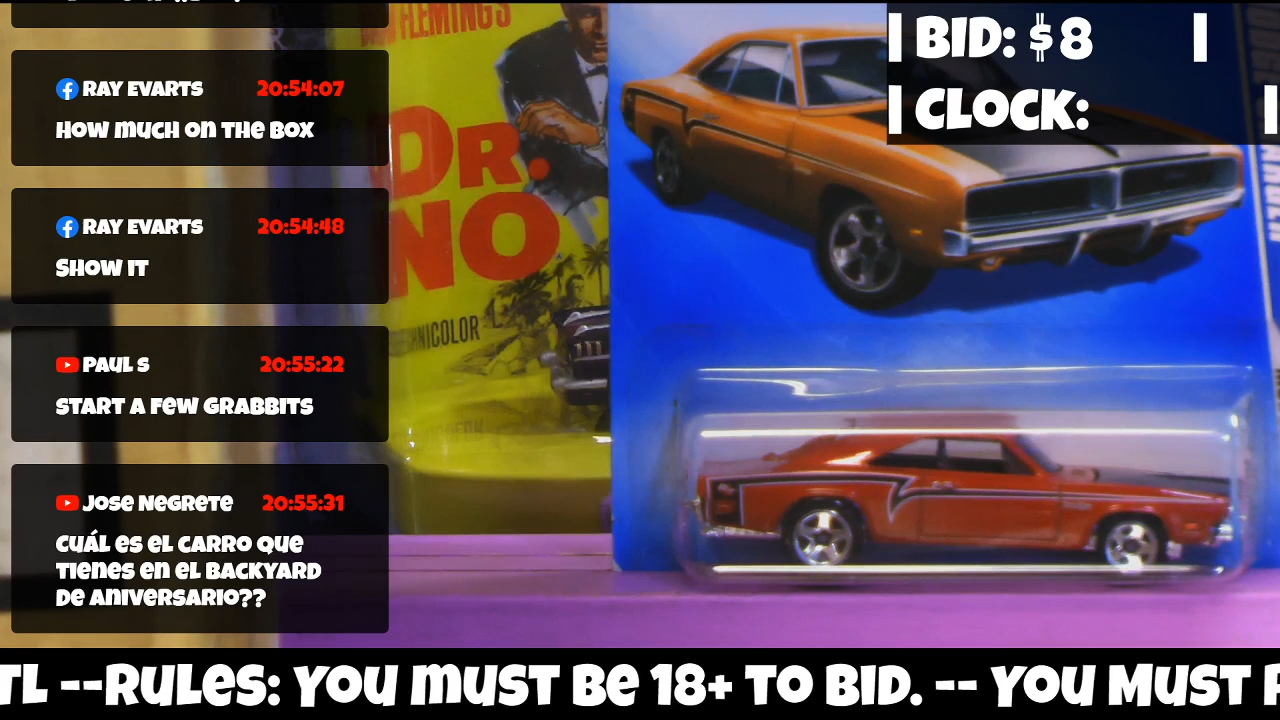 RAY EVARTS 20:54:07
HOW MUCH ON THE BOX
RAY EVARTS 20:54:48
SHOW IT
PAUL S 20:55:22
START A FEW GRABBITS
JOSE NEGRETE 20:55:31
CUÁL ES EL CARRO QUE
TIENES EN EL BACKYARD
DE ANIVERSARIO??
FLEMING'S
DR.
NO
| BID: $8 |
| CLOCK: |
TL --RULES: YOU MUST BE 18+ TO BID. -- YOU MUST